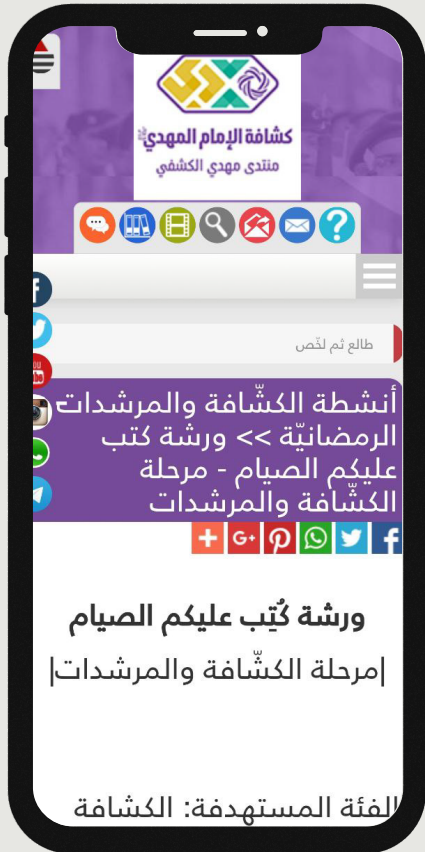 كشافة الإمام المهدي
منتدى مهدي الكشفي
?
طالع ثم لخّص
f
You
أنشطة الكشّافة والمرشدات
الرمضانيّة >> ورشة كتب
عليكم الصيام - مرحلة
الكشّافة والمرشدات
f
G+
+
ورشة كُتِب عليكم الصيام
|مرحلة الكشّافة والمرشدات|
الفئة المستهدفة: الكشافة